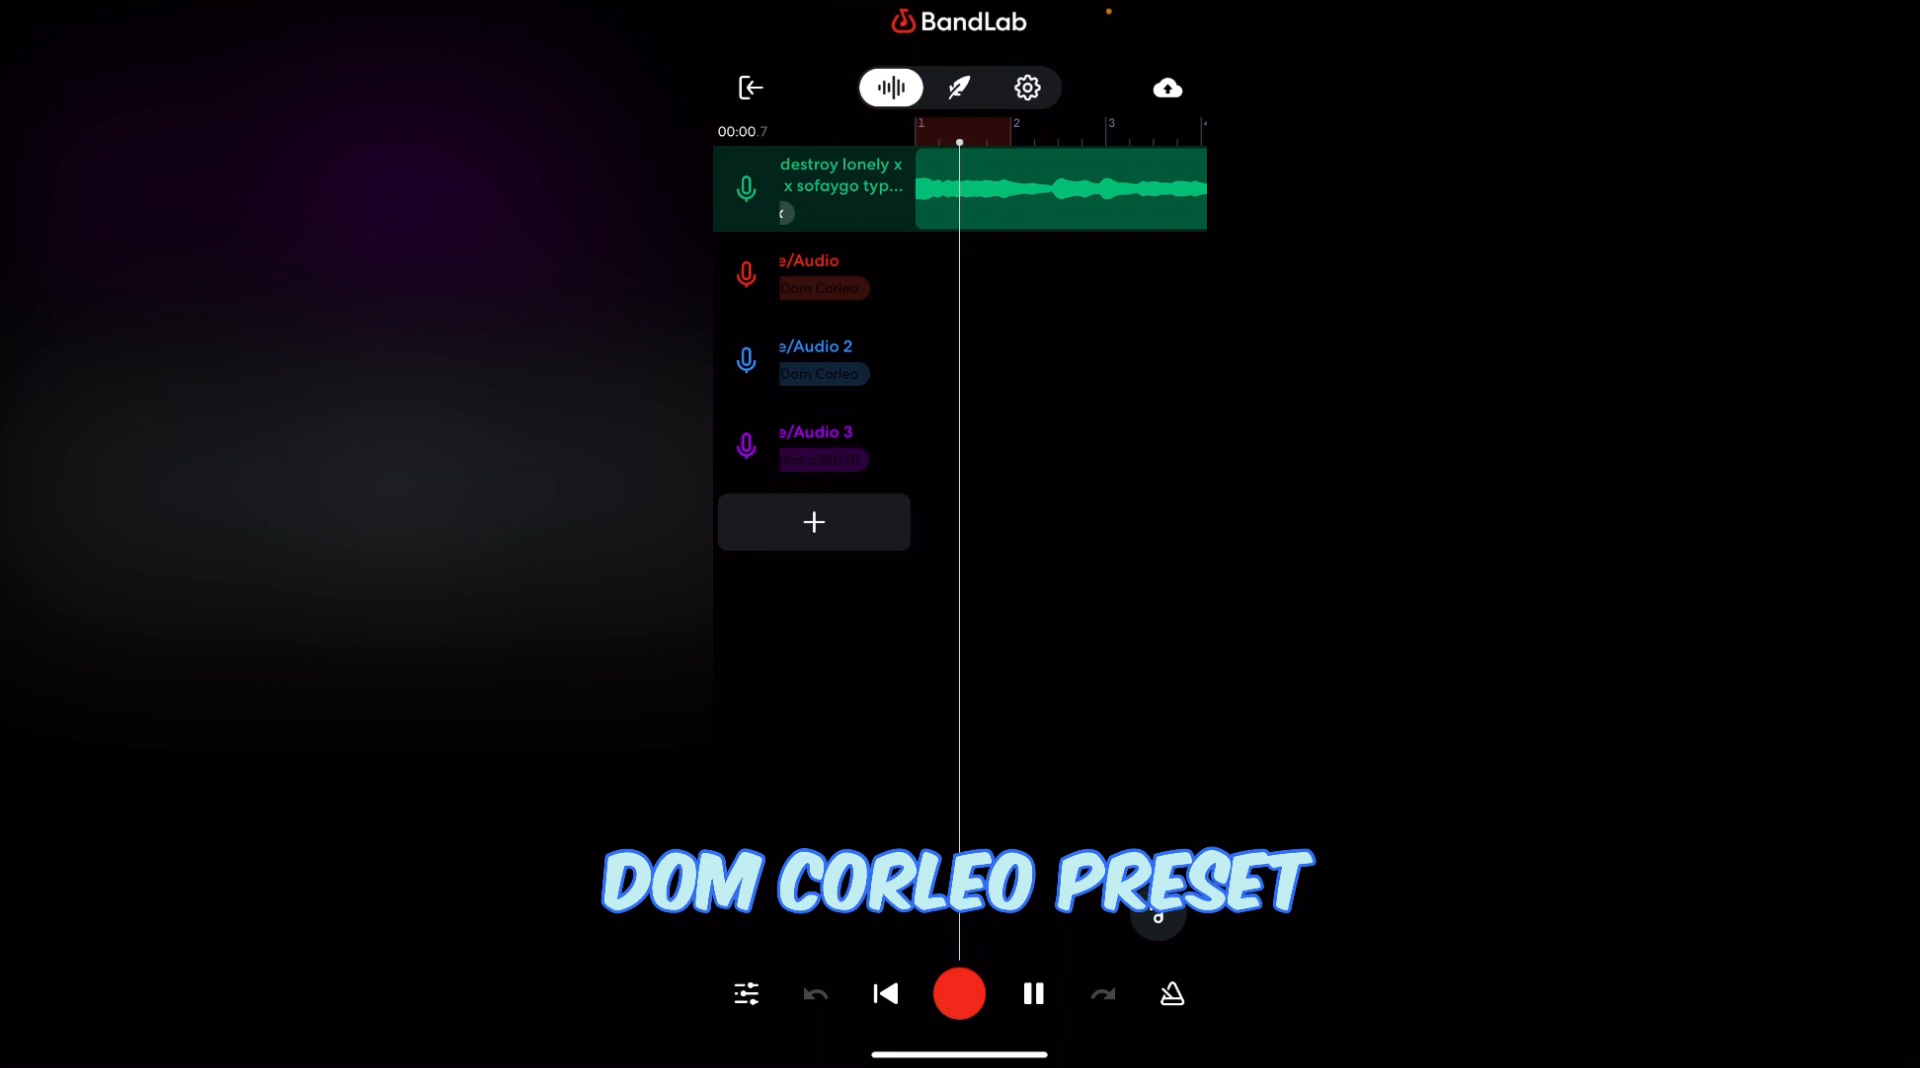 BandLab
00:00.7
1 2 3
destroy lonely x
x sofaygo typ...
e/Audio
Dom Corleo
e/Audio 2
Dom Corleo
e/Audio 3
DOM CORLEO PRESET